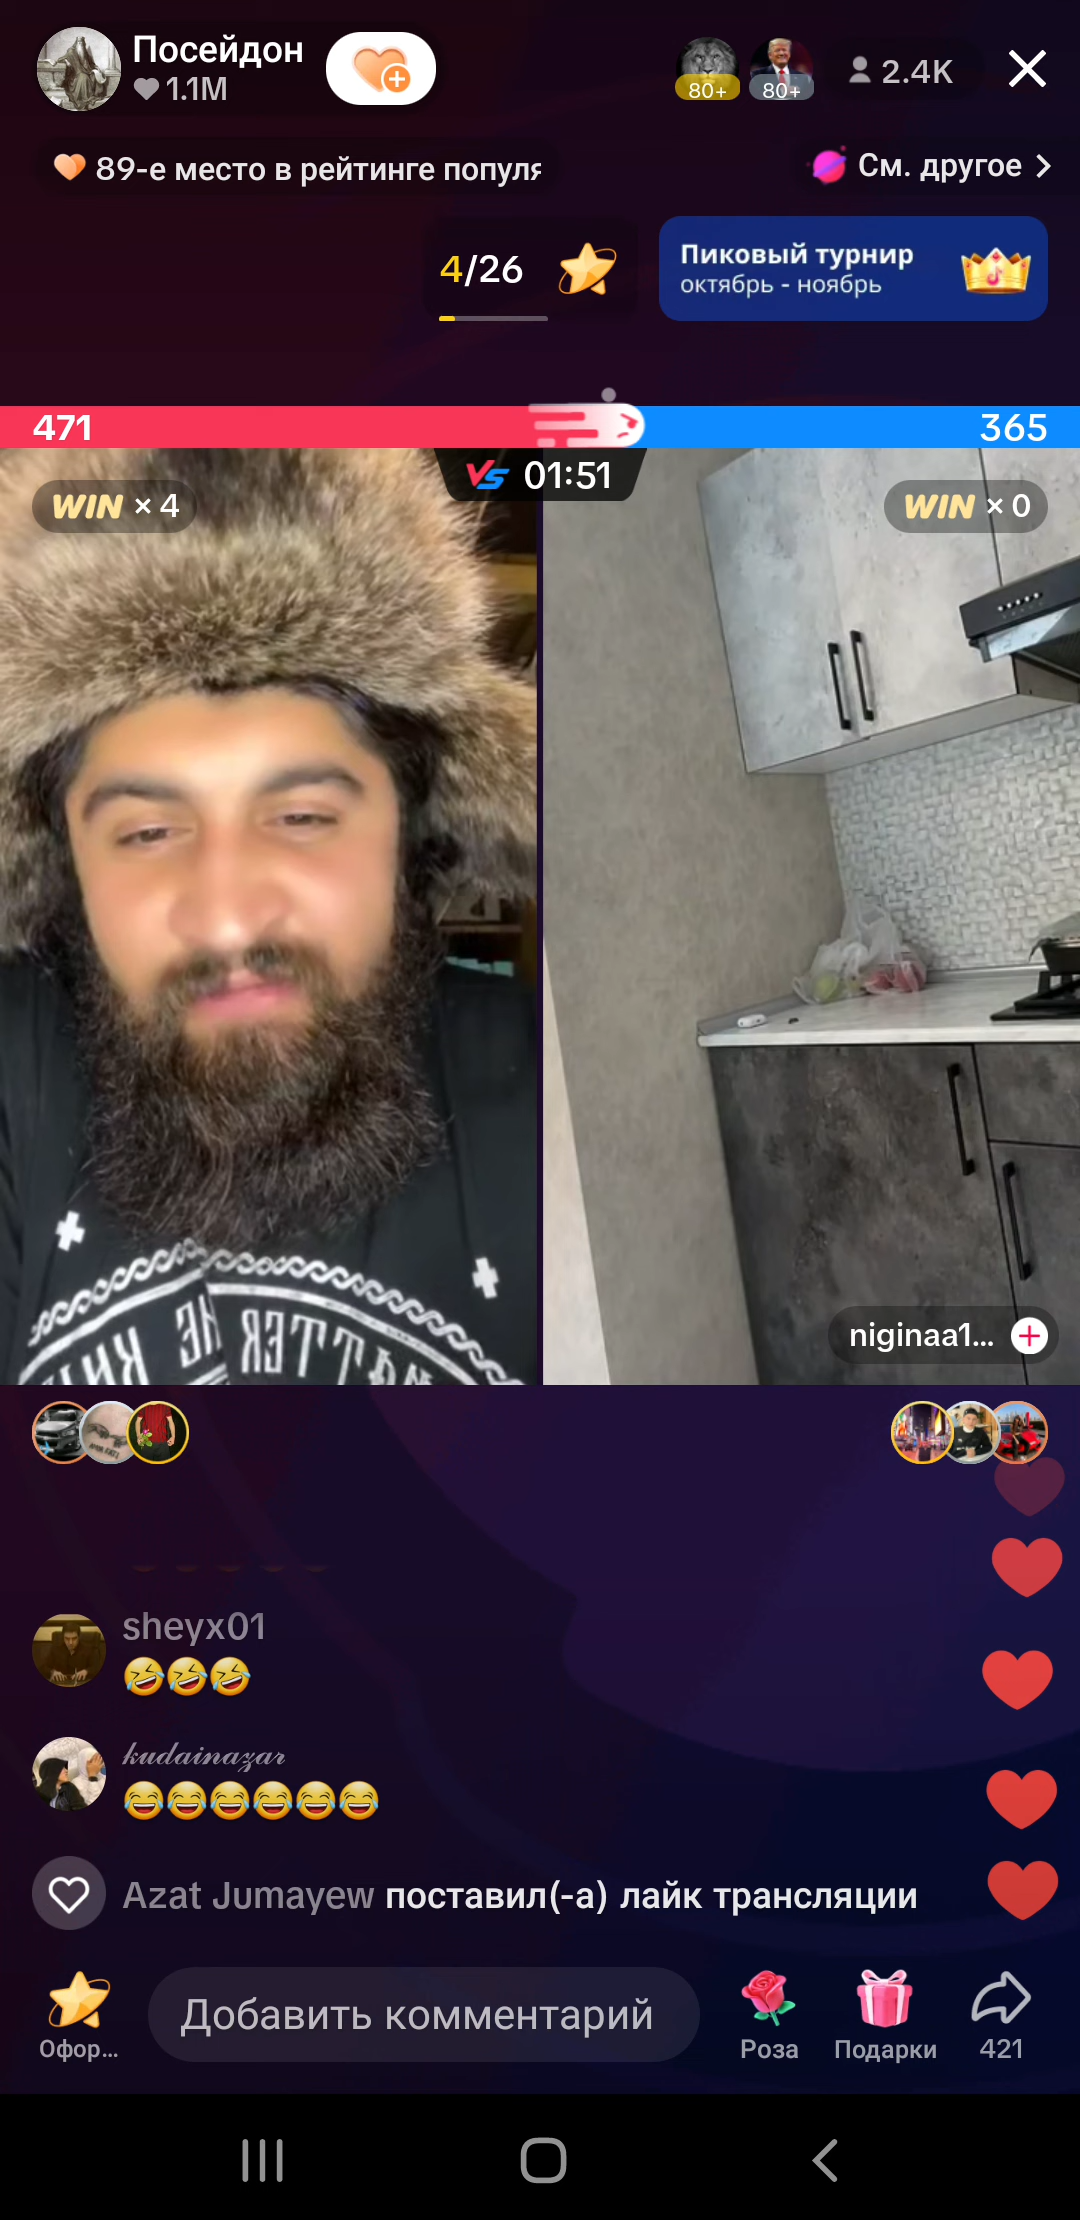 Посейдон
1.1M
80+
80+
2.4K
89-е место в рейтинге популя
См. другое
4/26
Пиковый турнир
октябрь - ноябрь
471
365
VS 01:51
WIN × 4
WIN × 0
niginaa1...
sheyx01
🤣🤣🤣
kudainazar
😂😂😂😂😂😂
Azat Jumayew поставил(-а) лайк трансляции
Добавить комментарий
Офор...
Роза
Подарки
421